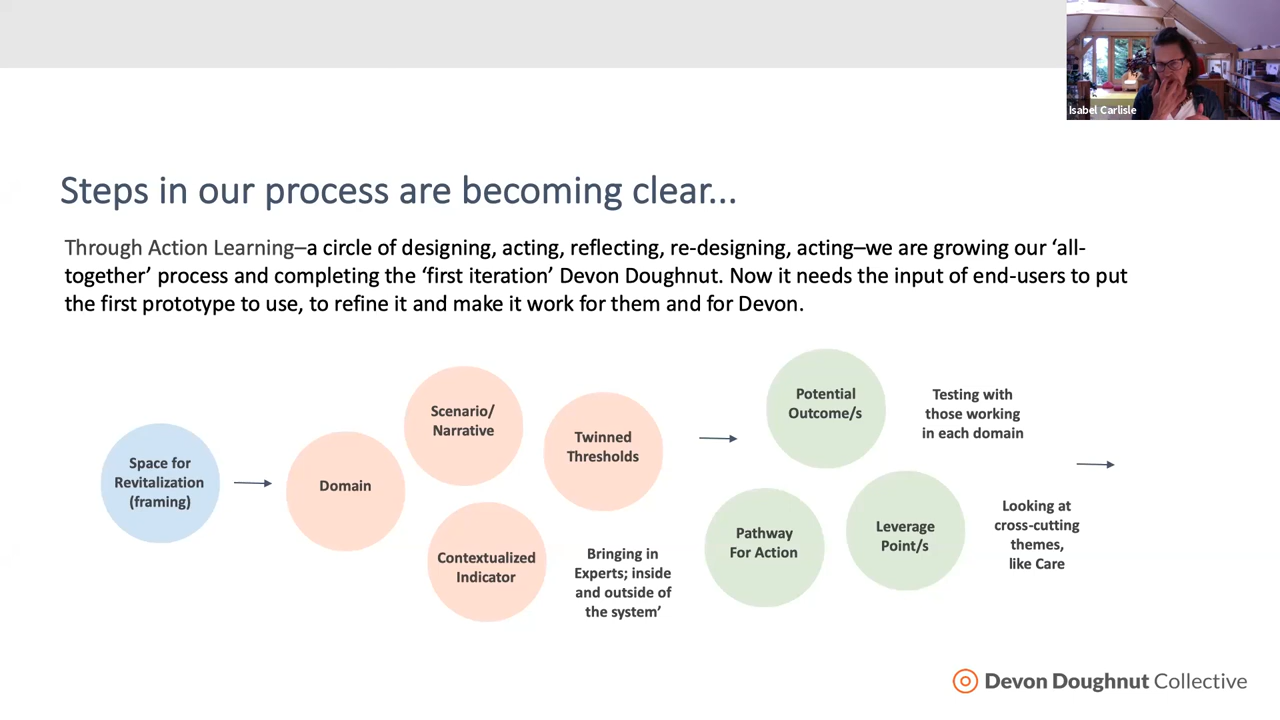 Isabel Carlisle
Steps in our process are becoming clear...
Through Action Learning–a circle of designing, acting, reflecting, re-designing, acting–we are growing our ‘all-
together’ process and completing the ‘first iteration’ Devon Doughnut. Now it needs the input of end-users to put
the first prototype to use, to refine it and make it work for them and for Devon.
Space for
Revitalization
(framing)
Domain
Scenario/
Narrative
Contextualized
Indicator
Twinned
Thresholds
Bringing in
Experts; inside
and outside of
the system’
Potential
Outcome/s
Pathway
For Action
Leverage
Point/s
Testing with
those working
in each domain
Looking at
cross-cutting
themes,
like Care
Devon Doughnut Collective